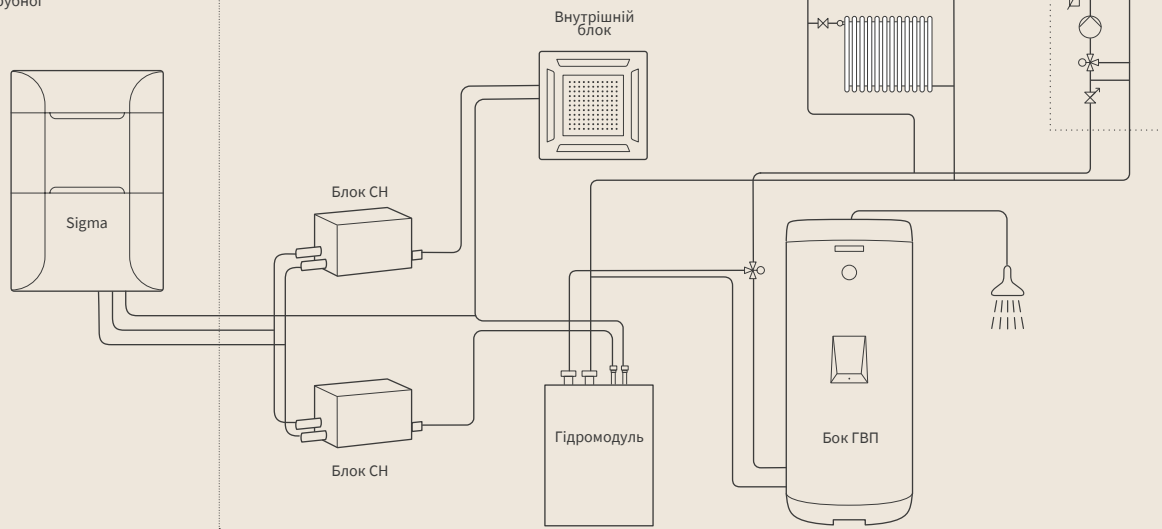 Внутрішній
блок
Блок СН
Sigma
Гідромодуль
Бок ГВП
Блок СН